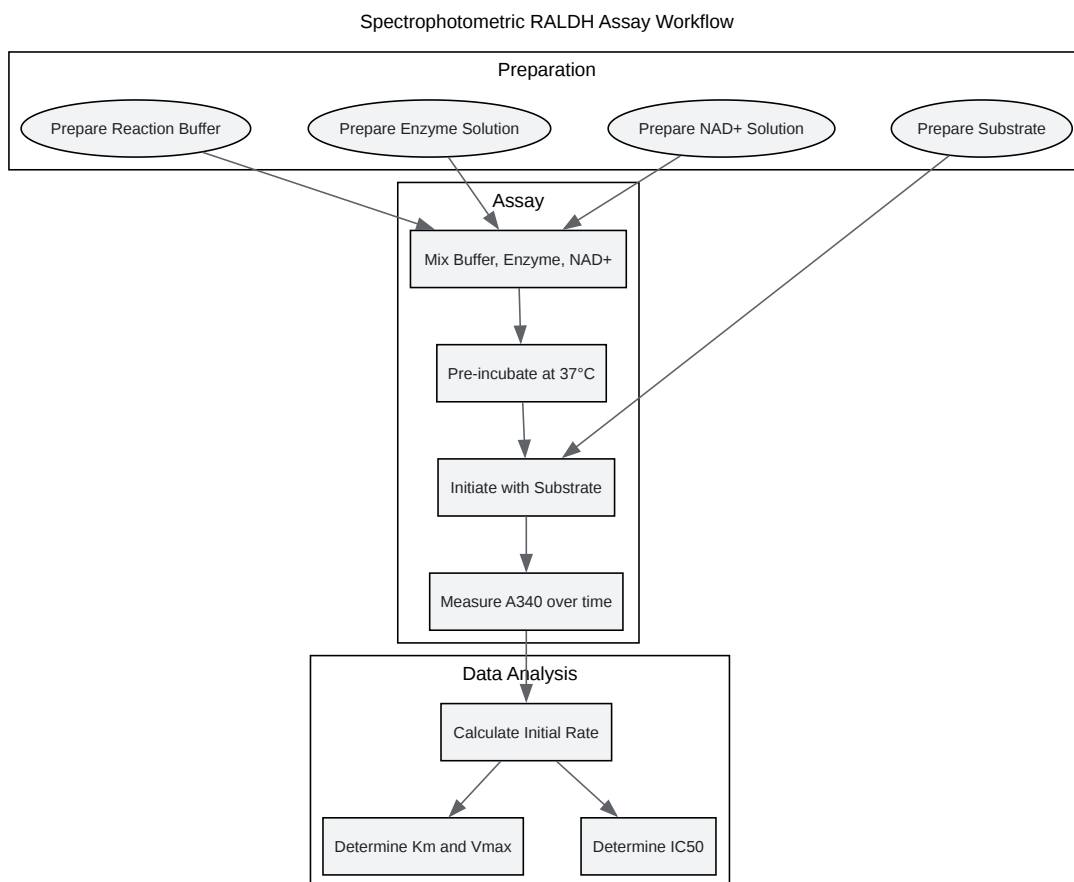 Spectrophotometric RALDH Assay Workflow
Preparation
Prepare Reaction Buffer
Prepare Enzyme Solution
Prepare NAD+ Solution
Prepare Substrate
Assay
Mix Buffer, Enzyme, NAD+
Pre-incubate at 37°C
Initiate with Substrate
Measure A340 over time
Data Analysis
Calculate Initial Rate
Determine Km and Vmax
Determine IC50